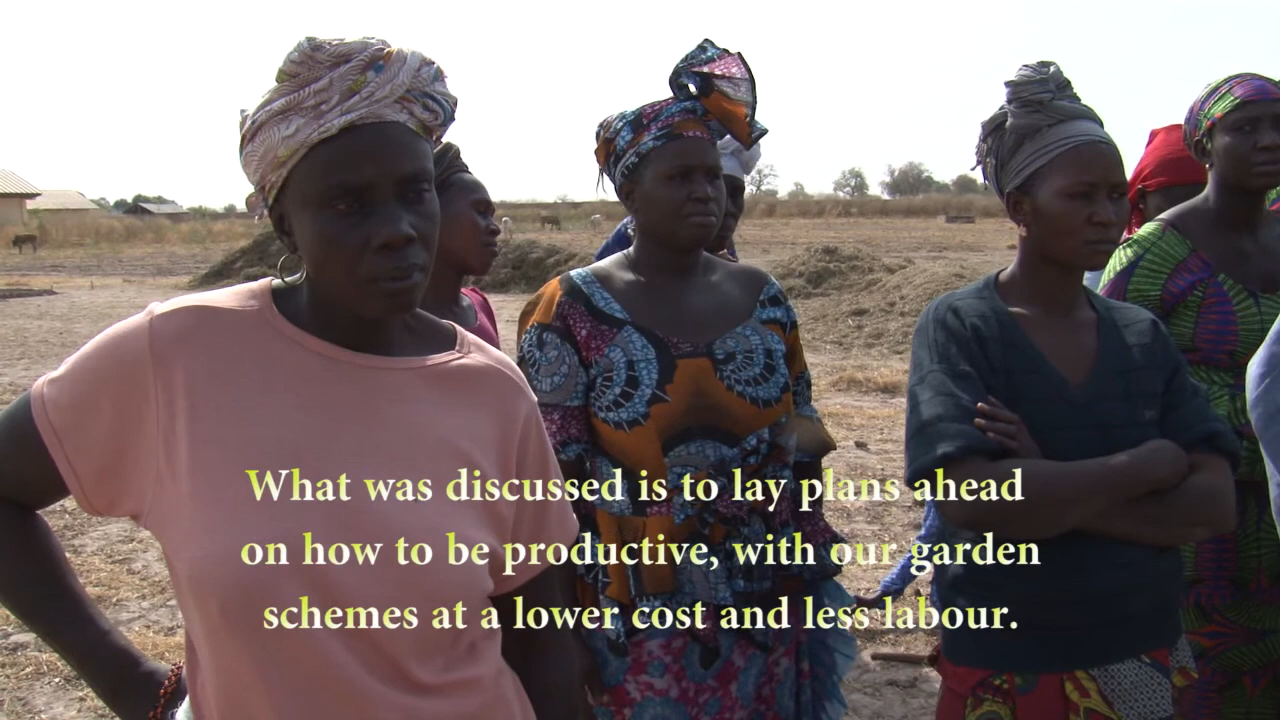 What was discussed is to lay plans ahead
on how to be productive, with our garden
schemes at a lower cost and less labour.